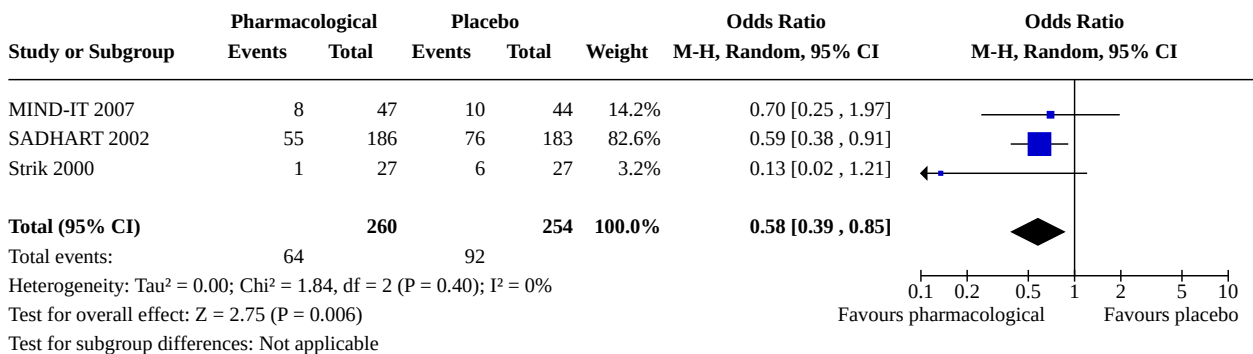 Pharmacological Placebo Odds Ratio Odds Ratio
Study or Subgroup Events Total Events Total Weight M-H, Random, 95% CI M-H, Random, 95% CI
MIND-IT 2007 8 47 10 44 14.2% 0.70 [0.25 , 1.97]
SADHART 2002 55 186 76 183 82.6% 0.59 [0.38 , 0.91]
Strik 2000 1 27 6 27 3.2% 0.13 [0.02 , 1.21]
Total (95% CI) 260 254 100.0% 0.58 [0.39 , 0.85]
Total events: 64 92
Heterogeneity: Tau² = 0.00; Chi² = 1.84, df = 2 (P = 0.40); I² = 0%
0.1 0.2 0.5 1 2 5 10
Test for overall effect: Z = 2.75 (P = 0.006) Favours pharmacological Favours placebo
Test for subgroup differences: Not applicable